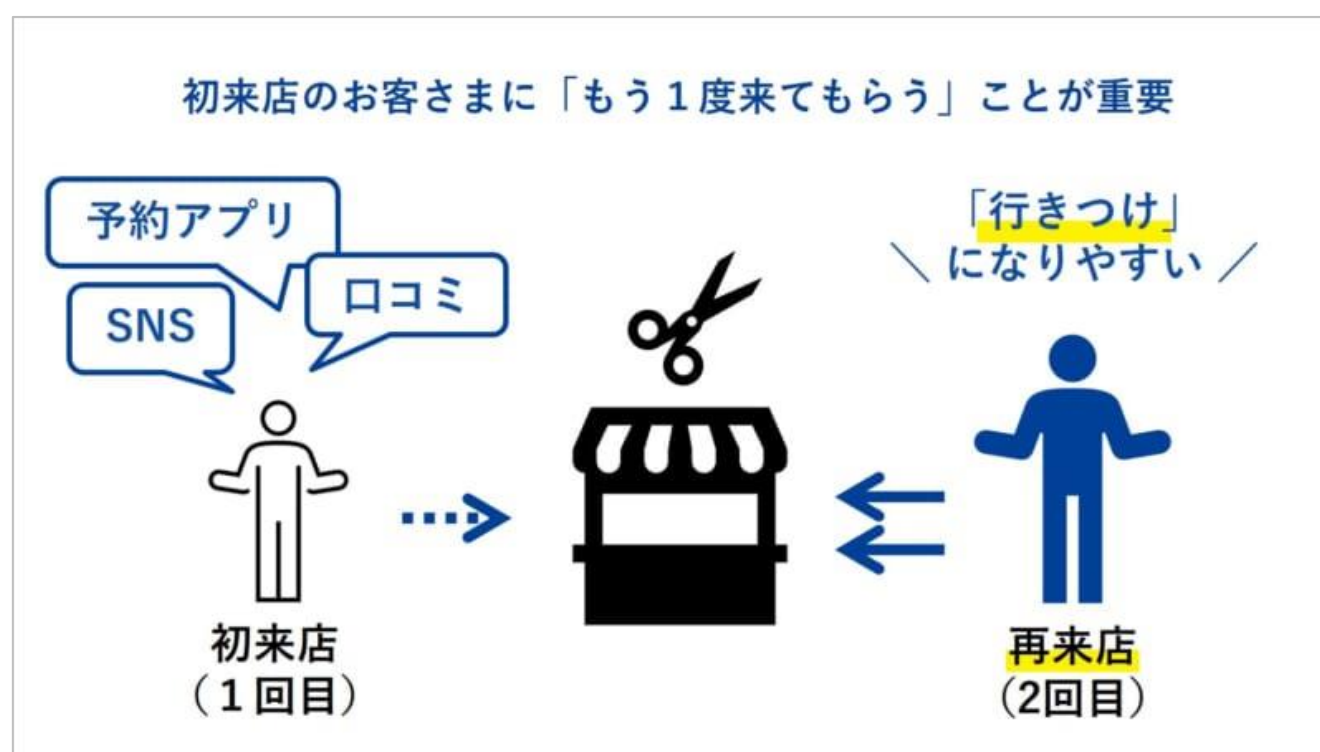 初来店のお客さまに「もう１度来てもらう」ことが重要
予約アプリ
口コミ
SNS
「行きつけ」
＼ になりやすい ／
初来店
（１回目）
再来店
（2回目）